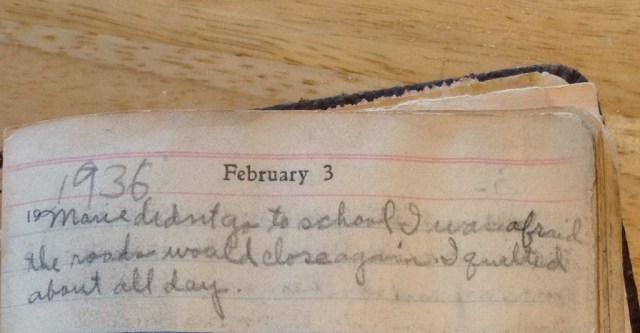 February 3
1936
19 Marie didnt go to school I was afraid
the roads would close again. I quilted
about all day.